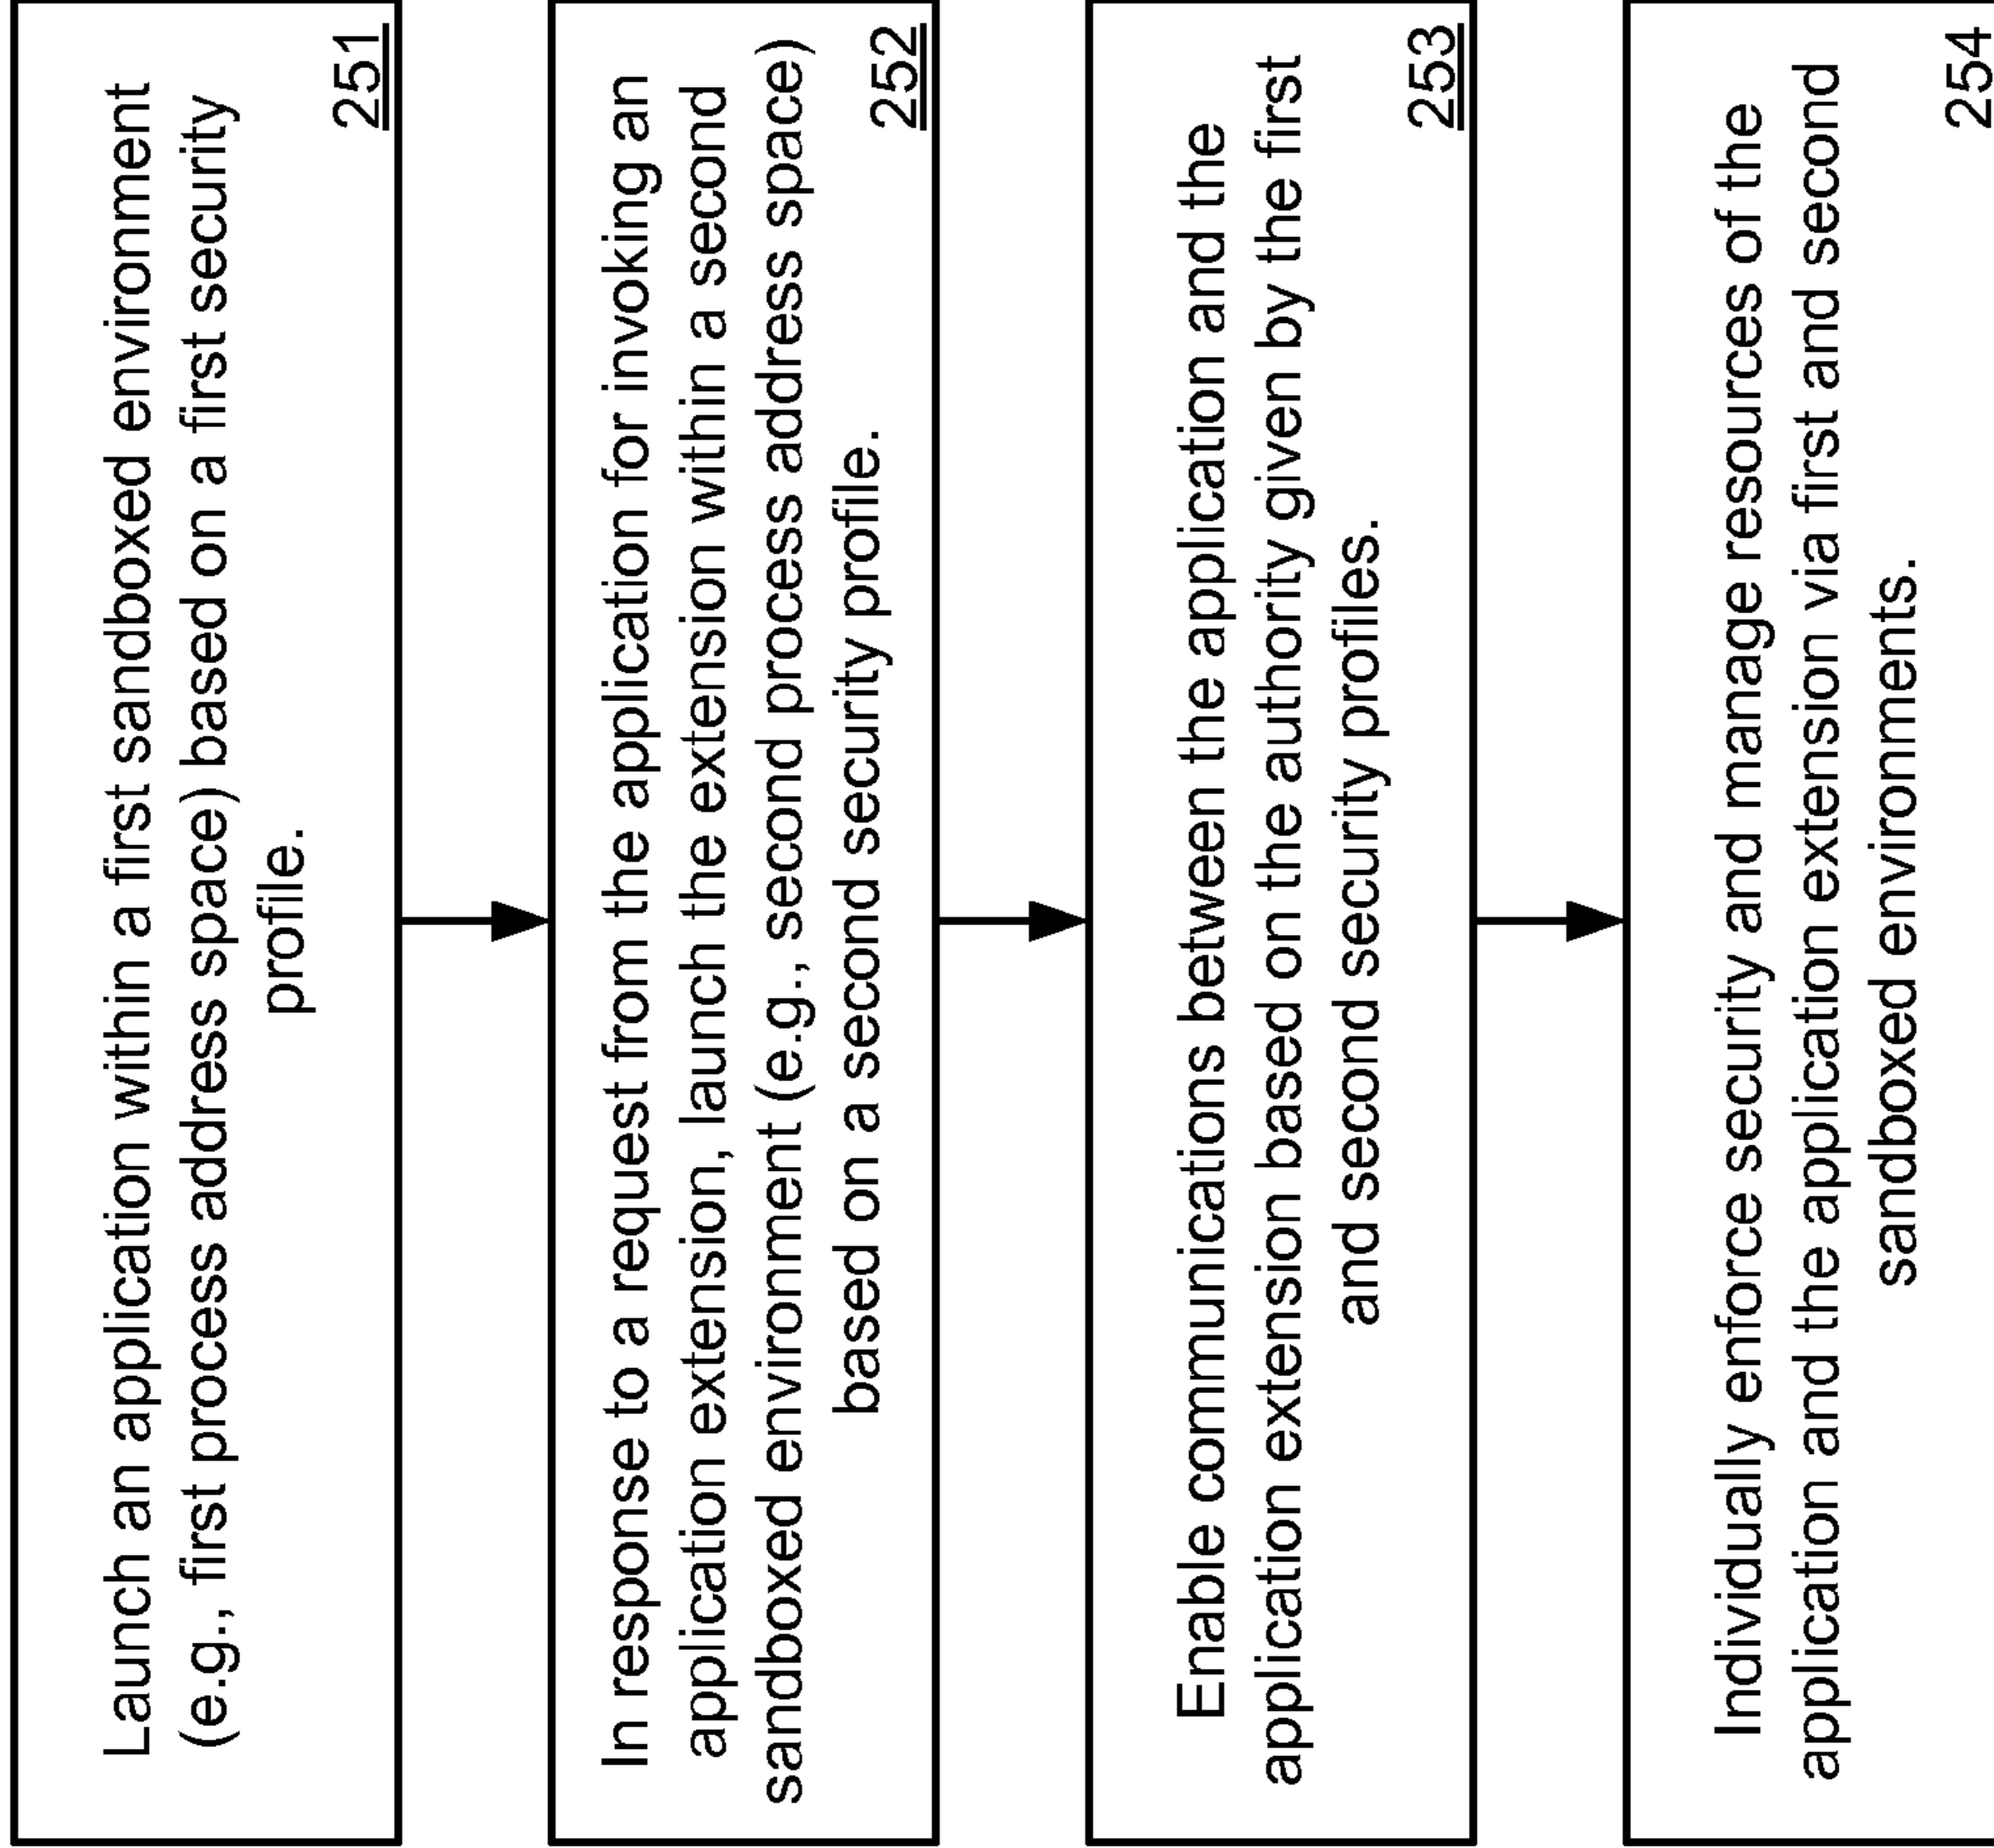 Launch an application within a first sandboxed environment
(e.g., first process address space) based on a first security
profile.
251
In response to a request from the application for invoking an
application extension, launch the extension within a second
sandboxed environment (e.g., second process address space)
based on a second security profile.
252
Enable communications between the application and the
application extension based on the authority given by the first
and second security profiles.
253
Individually enforce security and manage resources of the
application and the application extension via first and second
sandboxed environments.
254